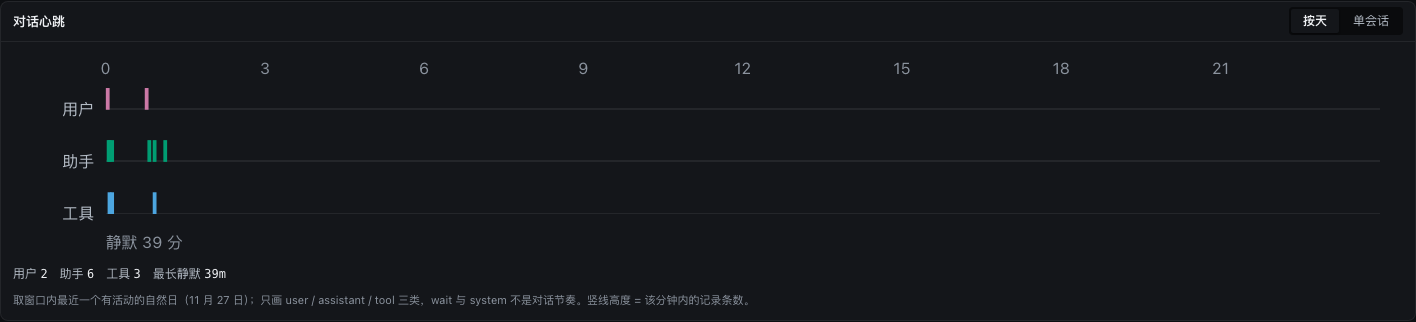 对话心跳 按天 单会话
0 3 6 9 12 15 18 21
用户
助手
工具
静默 39 分
用户 2 助手 6 工具 3 最长静默 39m
取窗口内最近一个有活动的自然日（11 月 27 日）；只画 user / assistant / tool 三类，wait 与 system 不是对话节奏。竖线高度 = 该分钟内的记录条数。